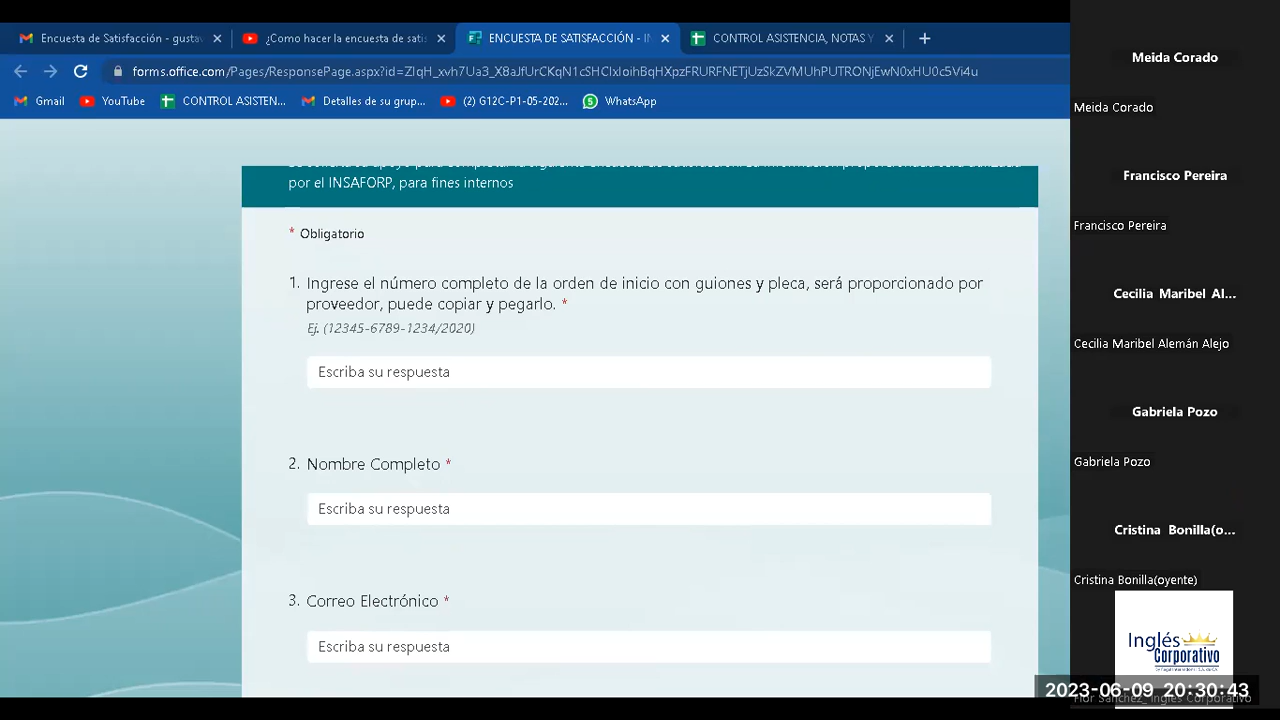 Encuesta de Satisfacción - gusta
¿Como hacer la encuesta de sati
ENCUESTA DE SATISFACCIÓN - IN
CONTROL ASISTENCIA, NOTAS Y
forms.office.com/Pages/ResponsePage.aspx?id=ZIqH_xvh7Ua3_X8aJfUrCKqN1cSHClxIoihBqHXpzFRURFNETjUzSkZVMUhPUTRONjEwN0xHU0c5Vi4u
Gmail
YouTube
CONTROL ASISTEN...
Detalles de su grup...
(2) G12C-P1-05-202...
WhatsApp
por el INSAFORP, para fines internos
* Obligatorio
1. Ingrese el número completo de la orden de inicio con guiones y pleca, será proporcionado por
proveedor, puede copiar y pegarlo. *
Ej. (12345-6789-1234/2020)
Escriba su respuesta
2. Nombre Completo *
Escriba su respuesta
3. Correo Electrónico *
Escriba su respuesta
Meida Corado
Meida Corado
Francisco Pereira
Francisco Pereira
Cecilia Maribel Al...
Cecilia Maribel Alemán Alejo
Gabriela Pozo
Gabriela Pozo
Cristina Bonilla(o...
Cristina Bonilla(oyente)
Inglés
Corporativo
2023-06-09 20:30:43
Flor Sánchez_ Inglés Corporativo